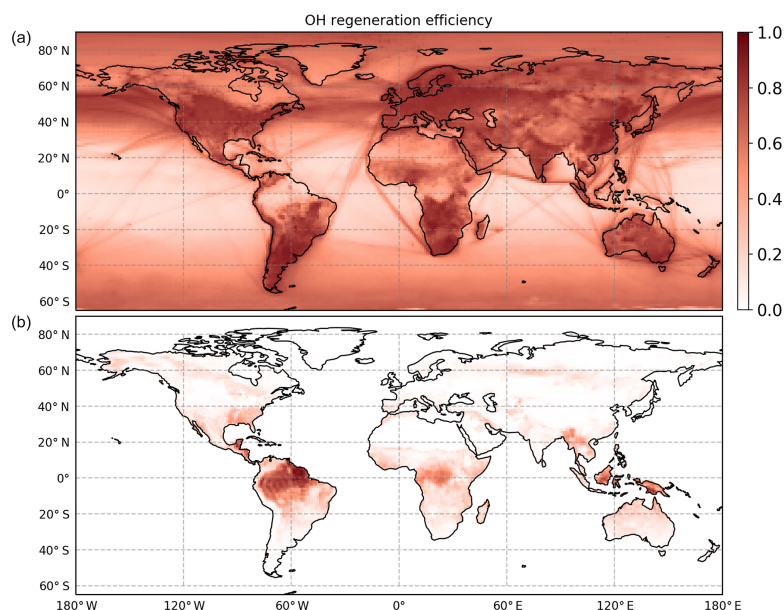 OH regeneration efficiency
(a)
80° N
60° N
40° N
20° N
0°
20° S
40° S
60° S
1.0
0.8
0.6
0.4
0.2
0.0
(b)
80° N
60° N
40° N
20° N
0°
20° S
40° S
60° S
180° W 120° W 60° W 0° 60° E 120° E 180° E